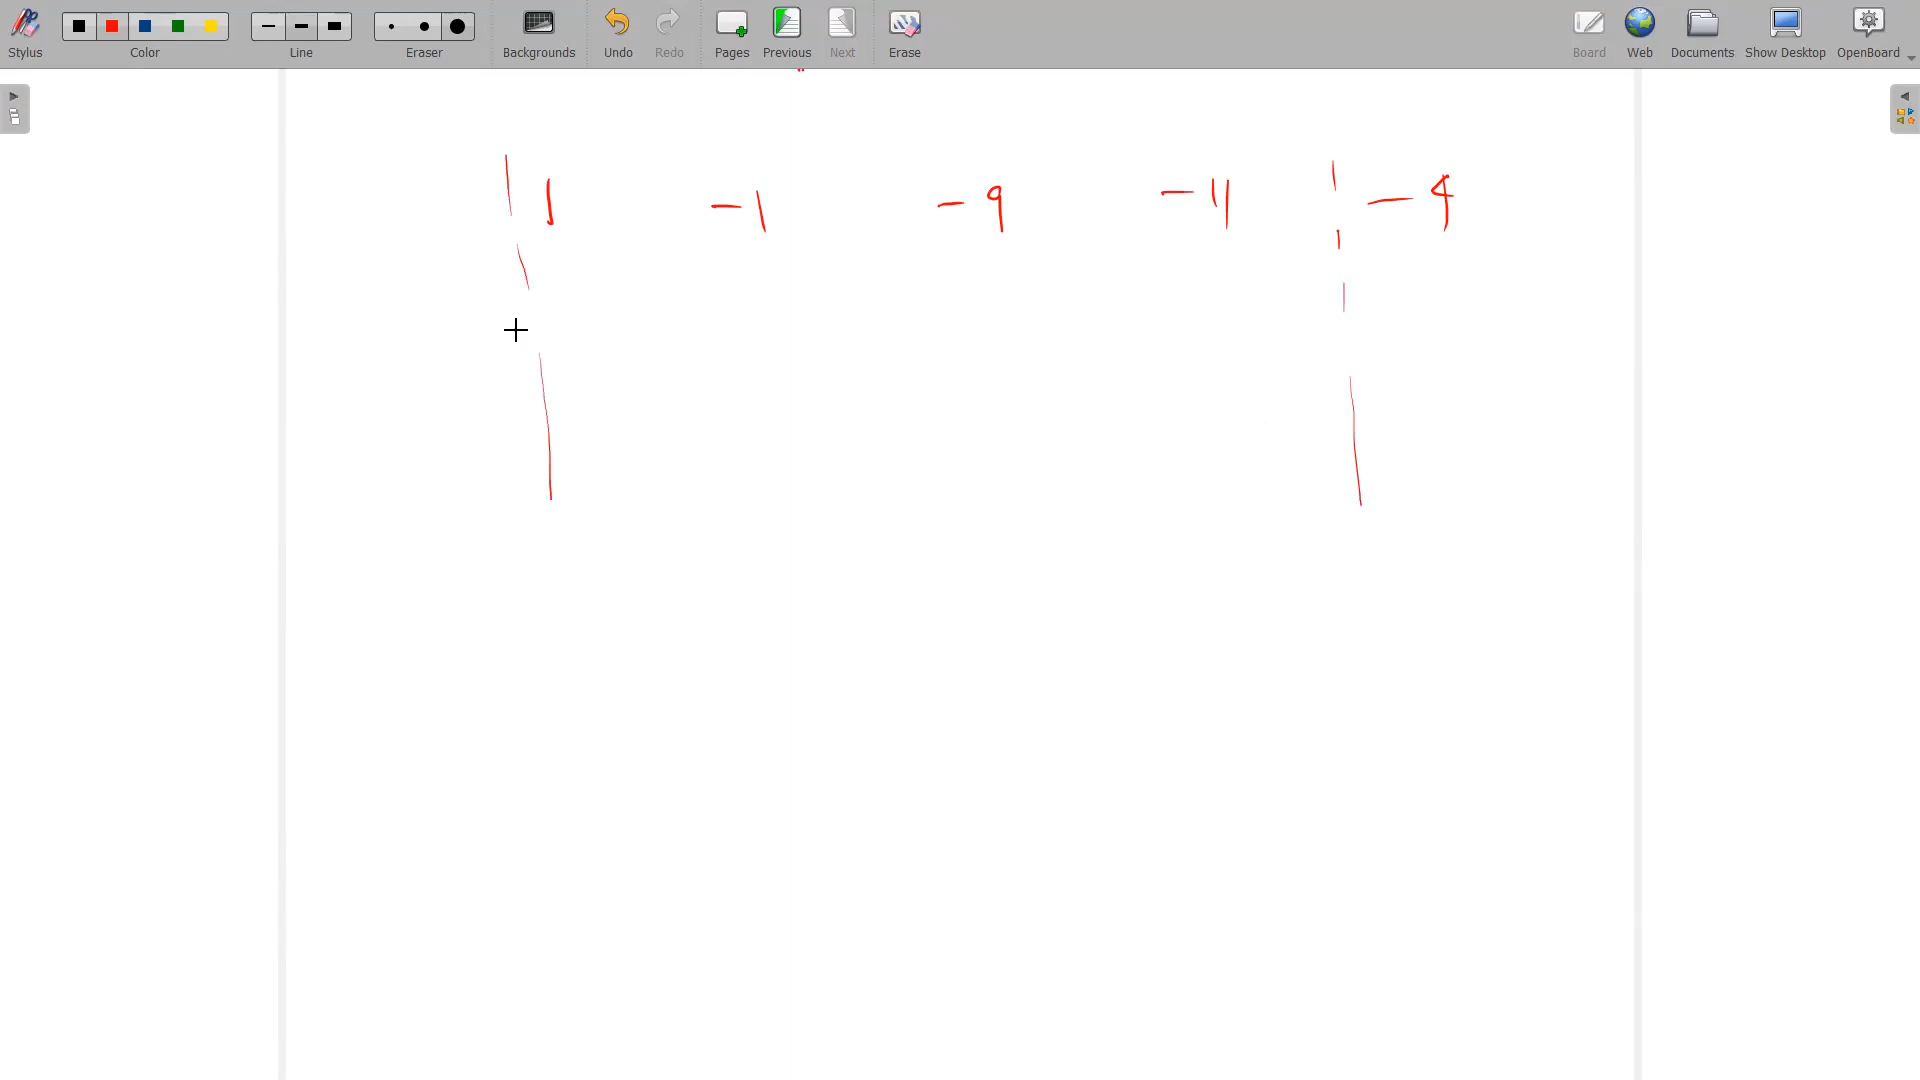 Stylus Color Line Eraser Backgrounds Undo Redo Pages Previous Next Erase Board Web Documents Show Desktop OpenBoard
1 -1 -9 -11 -4